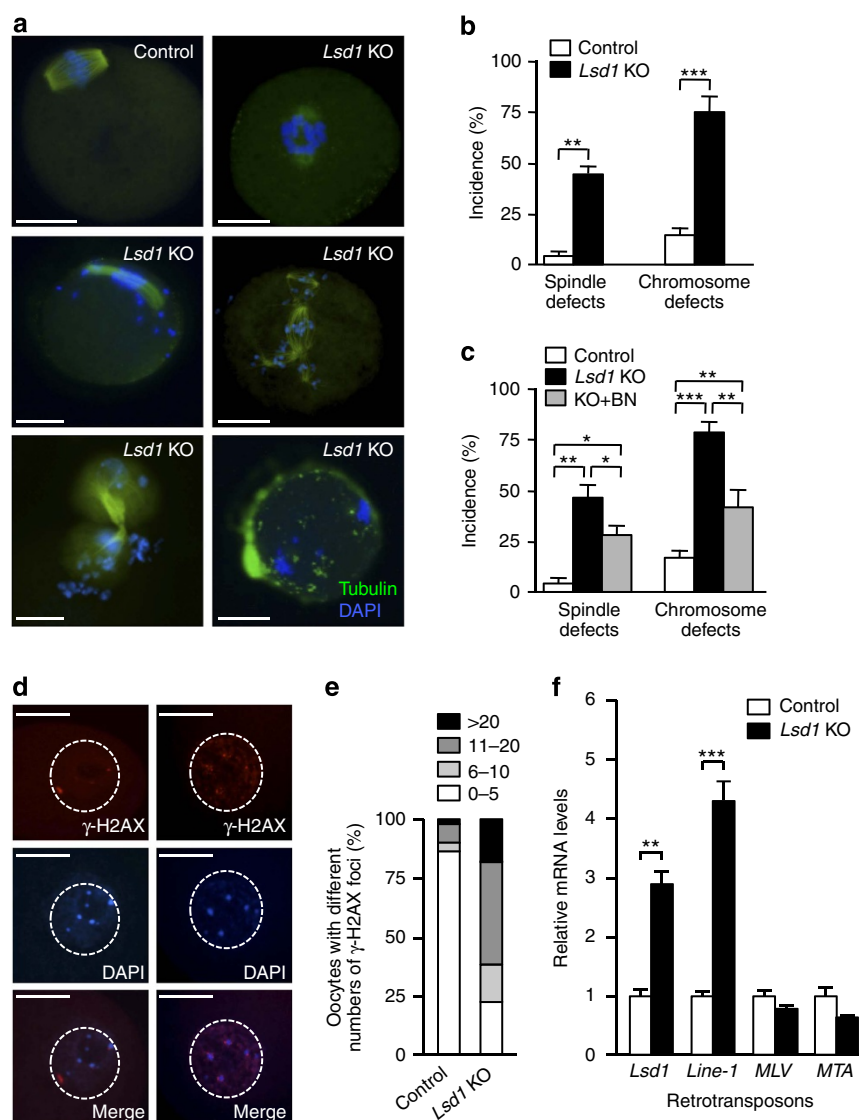 a
Control
Lsd1 KO
Lsd1 KO
Lsd1 KO
Lsd1 KO
Lsd1 KO
Tubulin
DAPI
b
Control
Lsd1 KO
100
75
50
25
0
Incidence (%)
**
***
Spindle defects
Chromosome defects
c
Control
Lsd1 KO
KO+BN
100
75
50
25
0
Incidence (%)
*
**
*
**
***
**
Spindle defects
Chromosome defects
d
γ-H2AX
γ-H2AX
DAPI
DAPI
Merge
Merge
e
>20
11–20
6–10
0–5
100
75
50
25
0
Oocytes with different
numbers of γ-H2AX foci (%)
Control
Lsd1 KO
f
Control
Lsd1 KO
6
5
4
3
2
1
0
Relative mRNA levels
**
***
Lsd1
Line-1
MLV
MTA
Retrotransposons